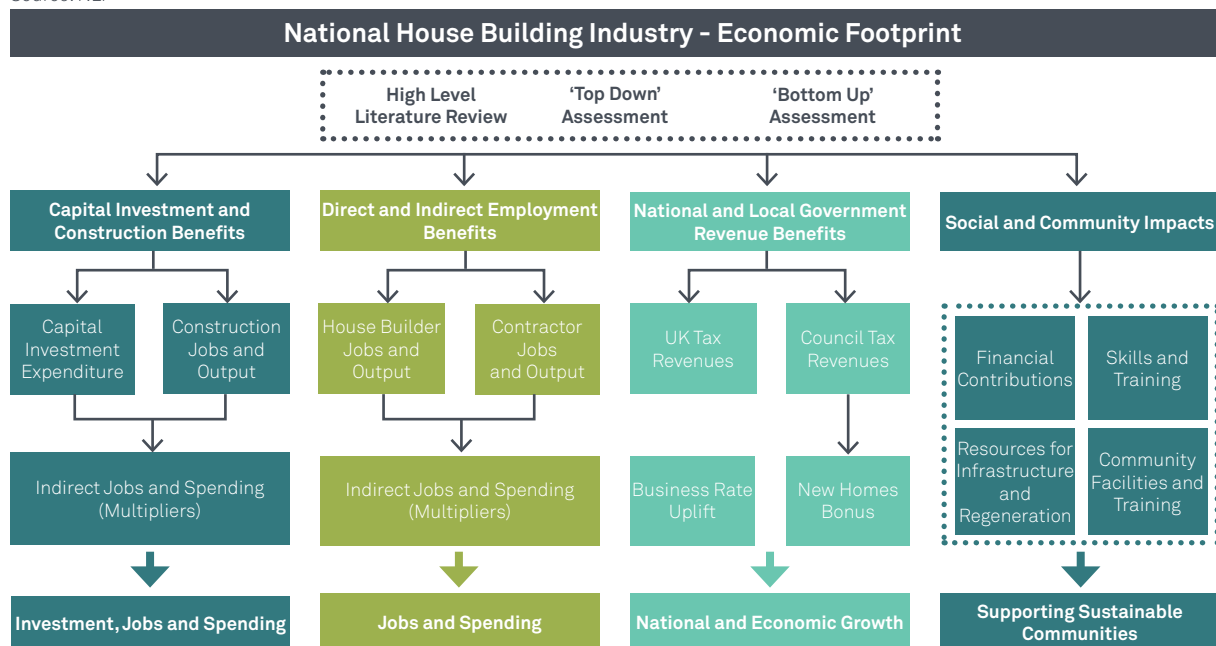 National House Building Industry - Economic Footprint
High Level
Literature Review
‘Top Down’
Assessment
‘Bottom Up’
Assessment
Capital Investment and
Construction Benefits
Direct and Indirect Employment
Benefits
National and Local Government
Revenue Benefits
Social and Community Impacts
Capital
Investment
Expenditure
Construction
Jobs and
Output
House Builder
Jobs and
Output
Contractor
Jobs
and Output
UK Tax
Revenues
Council Tax
Revenues
Financial
Contributions
Skills and
Training
Indirect Jobs and Spending
(Multipliers)
Indirect Jobs and Spending
(Multipliers)
Business Rate
Uplift
New Homes
Bonus
Resources for
Infrastructure
and
Regeneration
Community
Facilities and
Training
Investment, Jobs and Spending
Jobs and Spending
National and Economic Growth
Supporting Sustainable
Communities